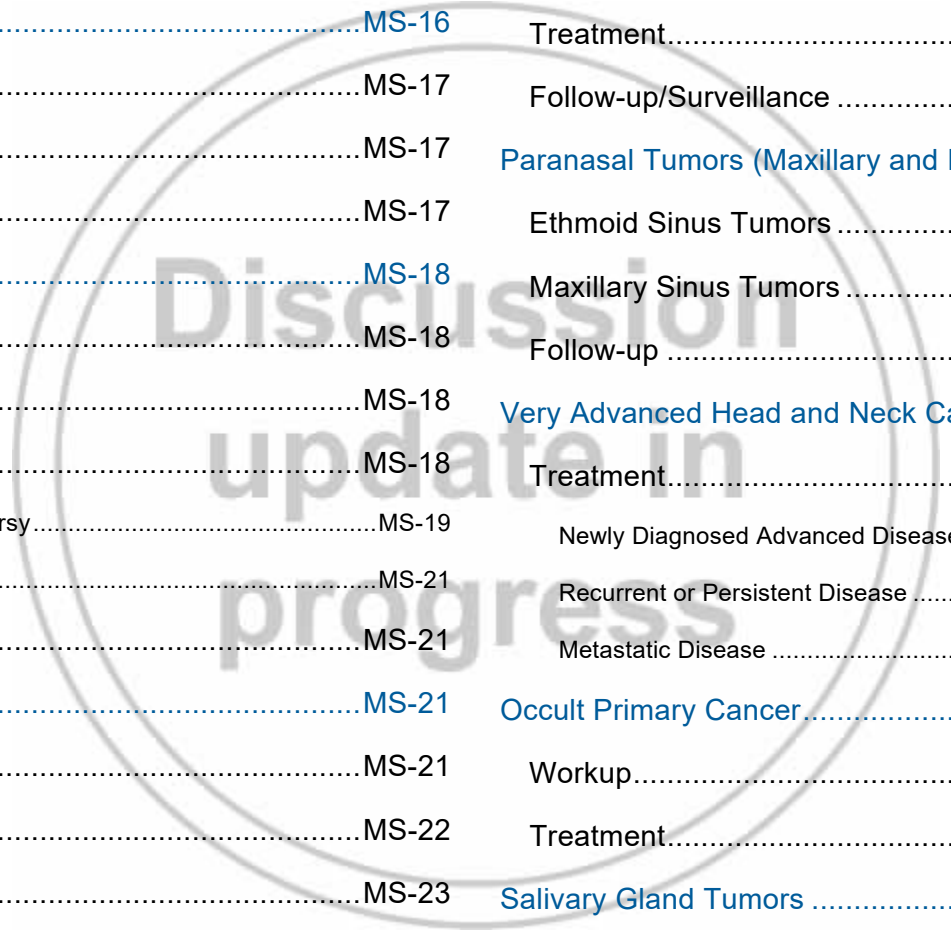 MS-16
MS-17
MS-17
MS-17
MS-18
MS-18
MS-18
MS-18
rsy MS-19
MS-21
MS-21
MS-21
MS-21
MS-22
MS-23
Treatment
Follow-up/Surveillance
Paranasal Tumors (Maxillary and
Ethmoid Sinus Tumors
Maxillary Sinus Tumors
Follow-up
Very Advanced Head and Neck Ca
Treatment
Newly Diagnosed Advanced Disease
Recurrent or Persistent Disease
Metastatic Disease
Occult Primary Cancer
Workup
Treatment
Salivary Gland Tumors
Discussion
update in
progress